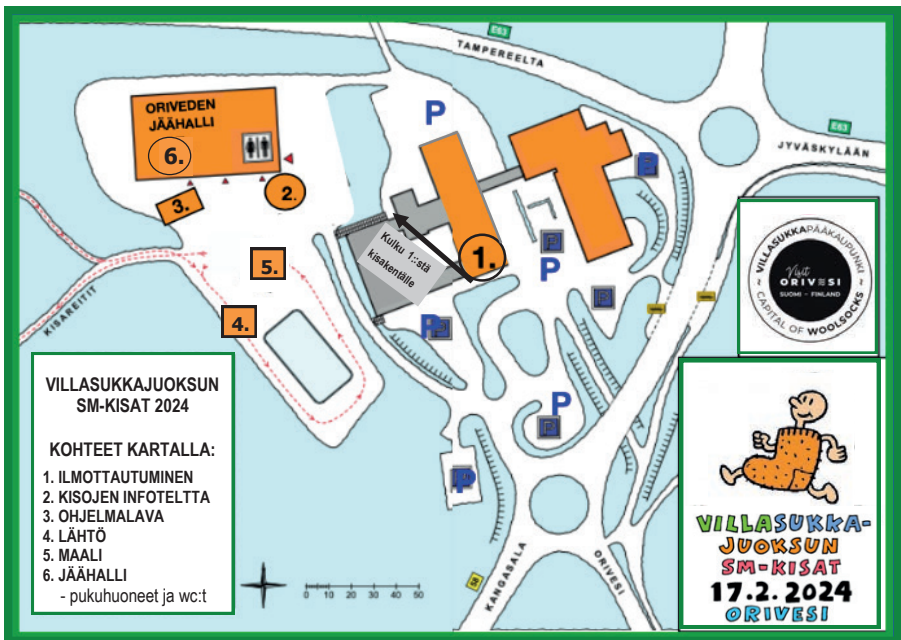 E63
TAMPEREELTA
E63
JYVÄSKYLÄÄN
ORIVEDEN
JÄÄHALLI
6.
2.
3.
P
P
P
P
P
P
P
P
1.
Kulku 1.:stä
kisakentälle
5.
4.
KISAREITIT
VILLASUKKAPÄÄKAUPUNKI
Visit
ORIVESI
SUOMI - FINLAND
~ CAPITAL OF WOOLSOCKS ~
VILLASUKKAJUOKSUN
SM-KISAT 2024
KOHTEET KARTALLA:
1. ILMOTTAUTUMINEN
2. KISOJEN INFOTELTTA
3. OHJELMALAVA
4. LÄHTÖ
5. MAALI
6. JÄÄHALLI
- pukuhuoneet ja wc:t
0 10 20 30 40 50
58
KANGASALA
ORIVESI
VILLASUKKA-
JUOKSUN
SM-KISAT
17.2. 2024
ORIVESI